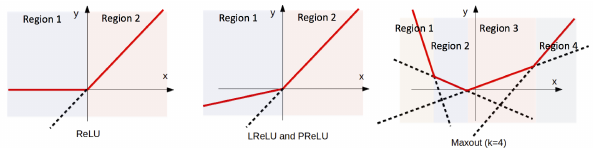 Region 1 y Region 2
x
ReLU
Region 1 y Region 2
x
LReLU and PReLU
y
Region 1 Region 3
Region 2 Region 4
x
Maxout (k=4)